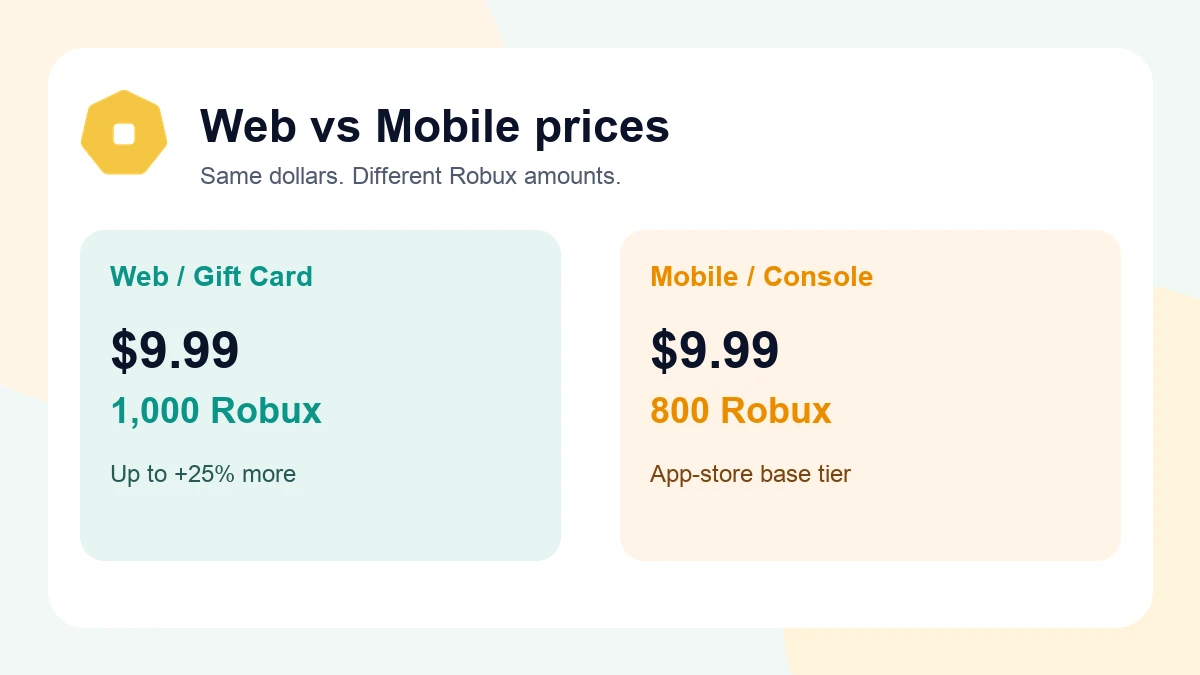 Web vs Mobile prices
Same dollars. Different Robux amounts.
Web / Gift Card
$9.99
1,000 Robux
Up to +25% more
Mobile / Console
$9.99
800 Robux
App-store base tier